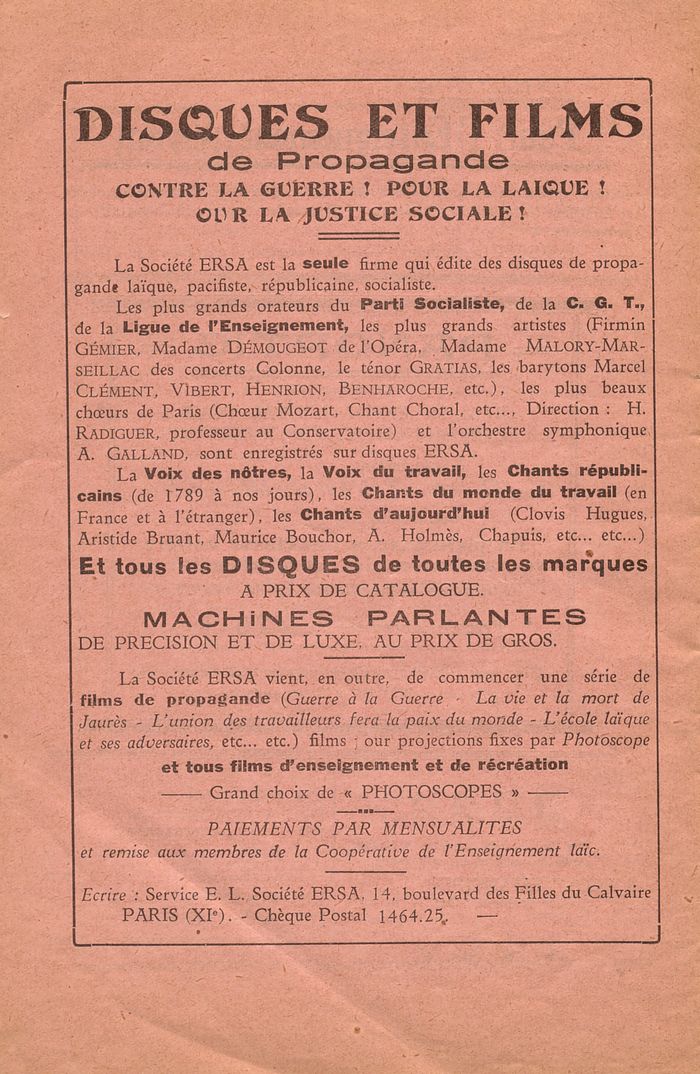 DISQUES ET FILMS
de Propagande
CONTRE LA GUERRE ! POUR LA LAIQUE !
OUR LA JUSTICE SOCIALE !
La Société ERSA est la seule firme qui édite des disques de propa-
gande laïque, pacifiste, républicaine, socialiste.
Les plus grands orateurs du Parti Socialiste, de la C. G. T.,
de la Ligue de l'Enseignement, les plus grands artistes (Firmin
GÉMIER, Madame DÉMOUGEOT de l'Opéra, Madame MALORY-MAR-
SEILLAC des concerts Colonne, le ténor GRATIAS, les barytons Marcel
CLÉMENT, VIBERT, HENRION, BENHAROCHE, etc.), les plus beaux
chœurs de Paris (Chœur Mozart, Chant Choral, etc..., Direction : H.
RADIGUER, professeur au Conservatoire) et l'orchestre symphonique
A. GALLAND, sont enregistrés sur disques ERSA.
La Voix des nôtres, la Voix du travail, les Chants républi-
cains (de 1789 à nos jours), les Chants du monde du travail (en
France et à l'étranger), les Chants d'aujourd'hui (Clovis Hugues,
Aristide Bruant, Maurice Bouchor, A. Holmès, Chapuis, etc... etc...)
Et tous les DISQUES de toutes les marques
A PRIX DE CATALOGUE.
MACHINES PARLANTES
DE PRECISION ET DE LUXE, AU PRIX DE GROS.
La Société ERSA vient, en outre, de commencer une série de
films de propagande (Guerre à la Guerre - La vie et la mort de
Jaurès - L'union des travailleurs fera la paix du monde - L'école laïque
et ses adversaires, etc... etc.) films our projections fixes par Photoscope
et tous films d'enseignement et de récréation
Grand choix de « PHOTOSCOPES »
PAIEMENTS PAR MENSUALITES
et remise aux membres de la Coopérative de l'Enseignement laïc.
Ecrire : Service E. L. Société ERSA, 14, boulevard des Filles du Calvaire
PARIS (XIe). - Chèque Postal 1464.25. —